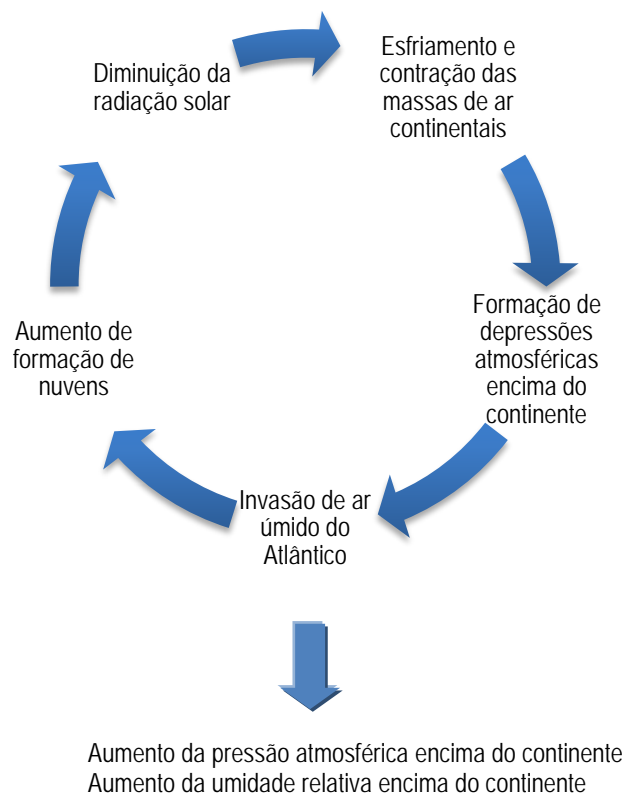 Diminuição da
radiação solar
Esfriamento e
contração das
massas de ar
continentais
Formação de
depressões
atmosféricas
encima do
continente
Invasão de ar
úmido do
Atlântico
Aumento de
formação de
nuvens
Aumento da pressão atmosférica encima do continente
Aumento da umidade relativa encima do continente